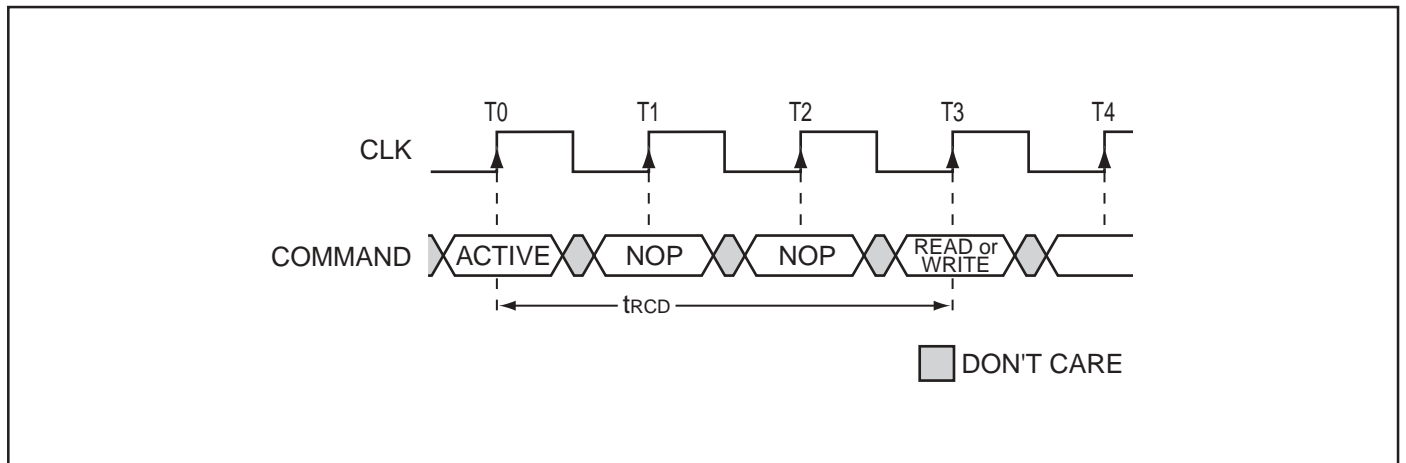 T0 T1 T2 T3 T4
CLK
COMMAND ACTIVE NOP NOP READ or
WRITE
tRCD
DON'T CARE